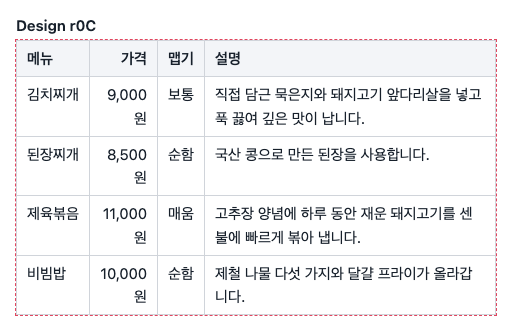 Design r0C
메뉴 가격 맵기 설명
김치찌개 9,000 보통 직접 담근 묵은지와 돼지고기 앞다리살을 넣고
원 푹 끓여 깊은 맛이 납니다.
된장찌개 8,500 순함 국산 콩으로 만든 된장을 사용합니다.
원
제육볶음 11,000 매움 고추장 양념에 하루 동안 재운 돼지고기를 센
원 불에 빠르게 볶아 냅니다.
비빔밥 10,000 순함 제철 나물 다섯 가지와 달걀 프라이가 올라갑
원 니다.